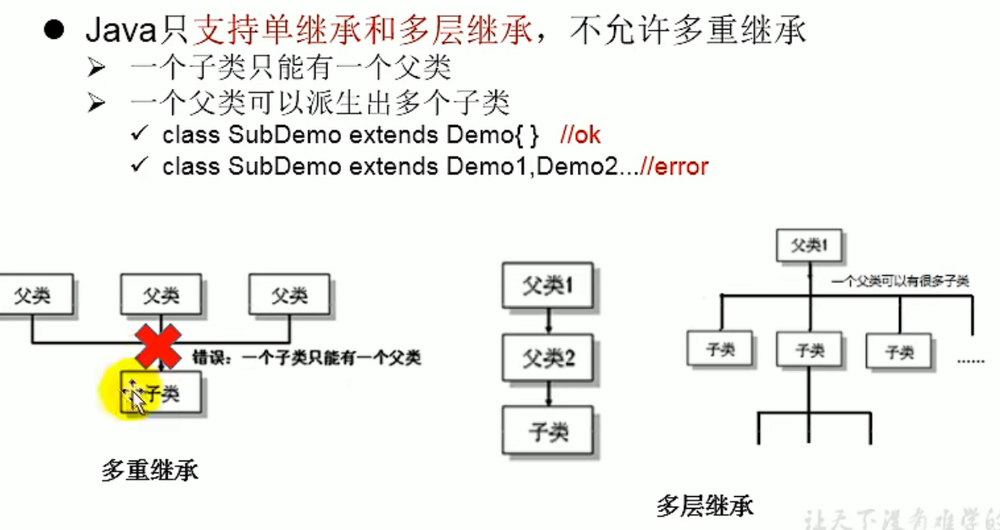 ● Java只支持单继承和多层继承，不允许多重继承
➢ 一个子类只能有一个父类
➢ 一个父类可以派生出多个子类
✓ class SubDemo extends Demo{ } //ok
✓ class SubDemo extends Demo1,Demo2...//error
父类1
一个父类可以有很多子类
父类 父类 父类
父类1
错误：一个子类只能有一个父类
父类2
子类 子类 子类 ......
子类
子类
多重继承
多层继承
让天下没有难学的